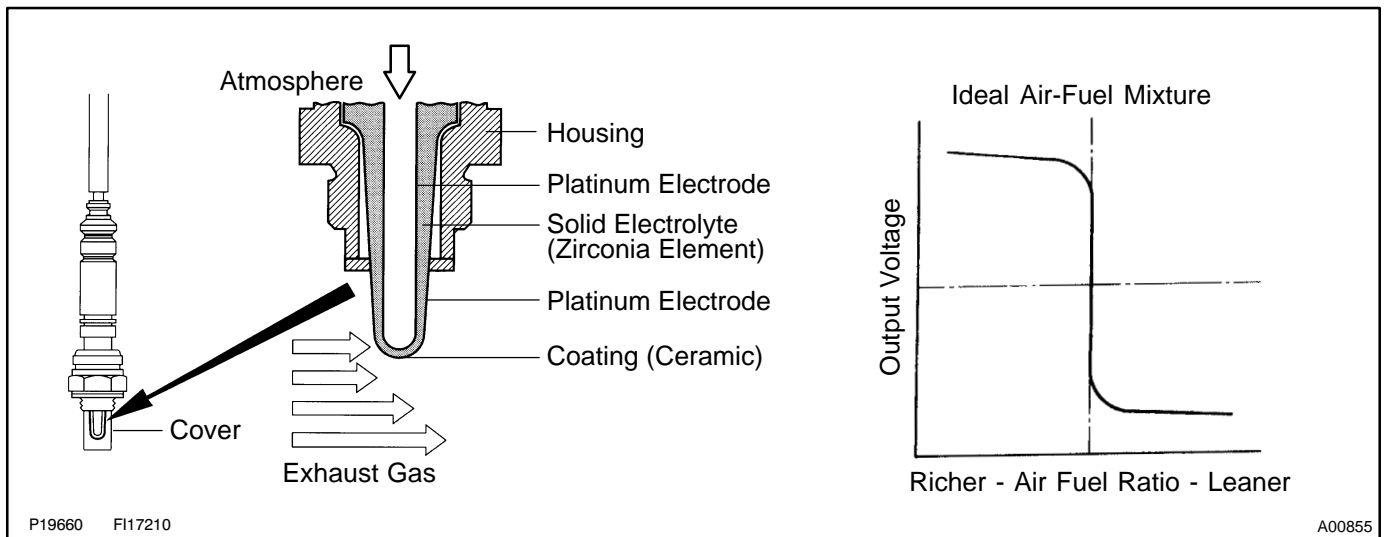 Atmosphere
Housing
Platinum Electrode
Solid Electrolyte
(Zirconia Element)
Platinum Electrode
Coating (Ceramic)
Cover
Exhaust Gas
Ideal Air-Fuel Mixture
Output Voltage
Richer - Air Fuel Ratio - Leaner
P19660 FI17210
A00855